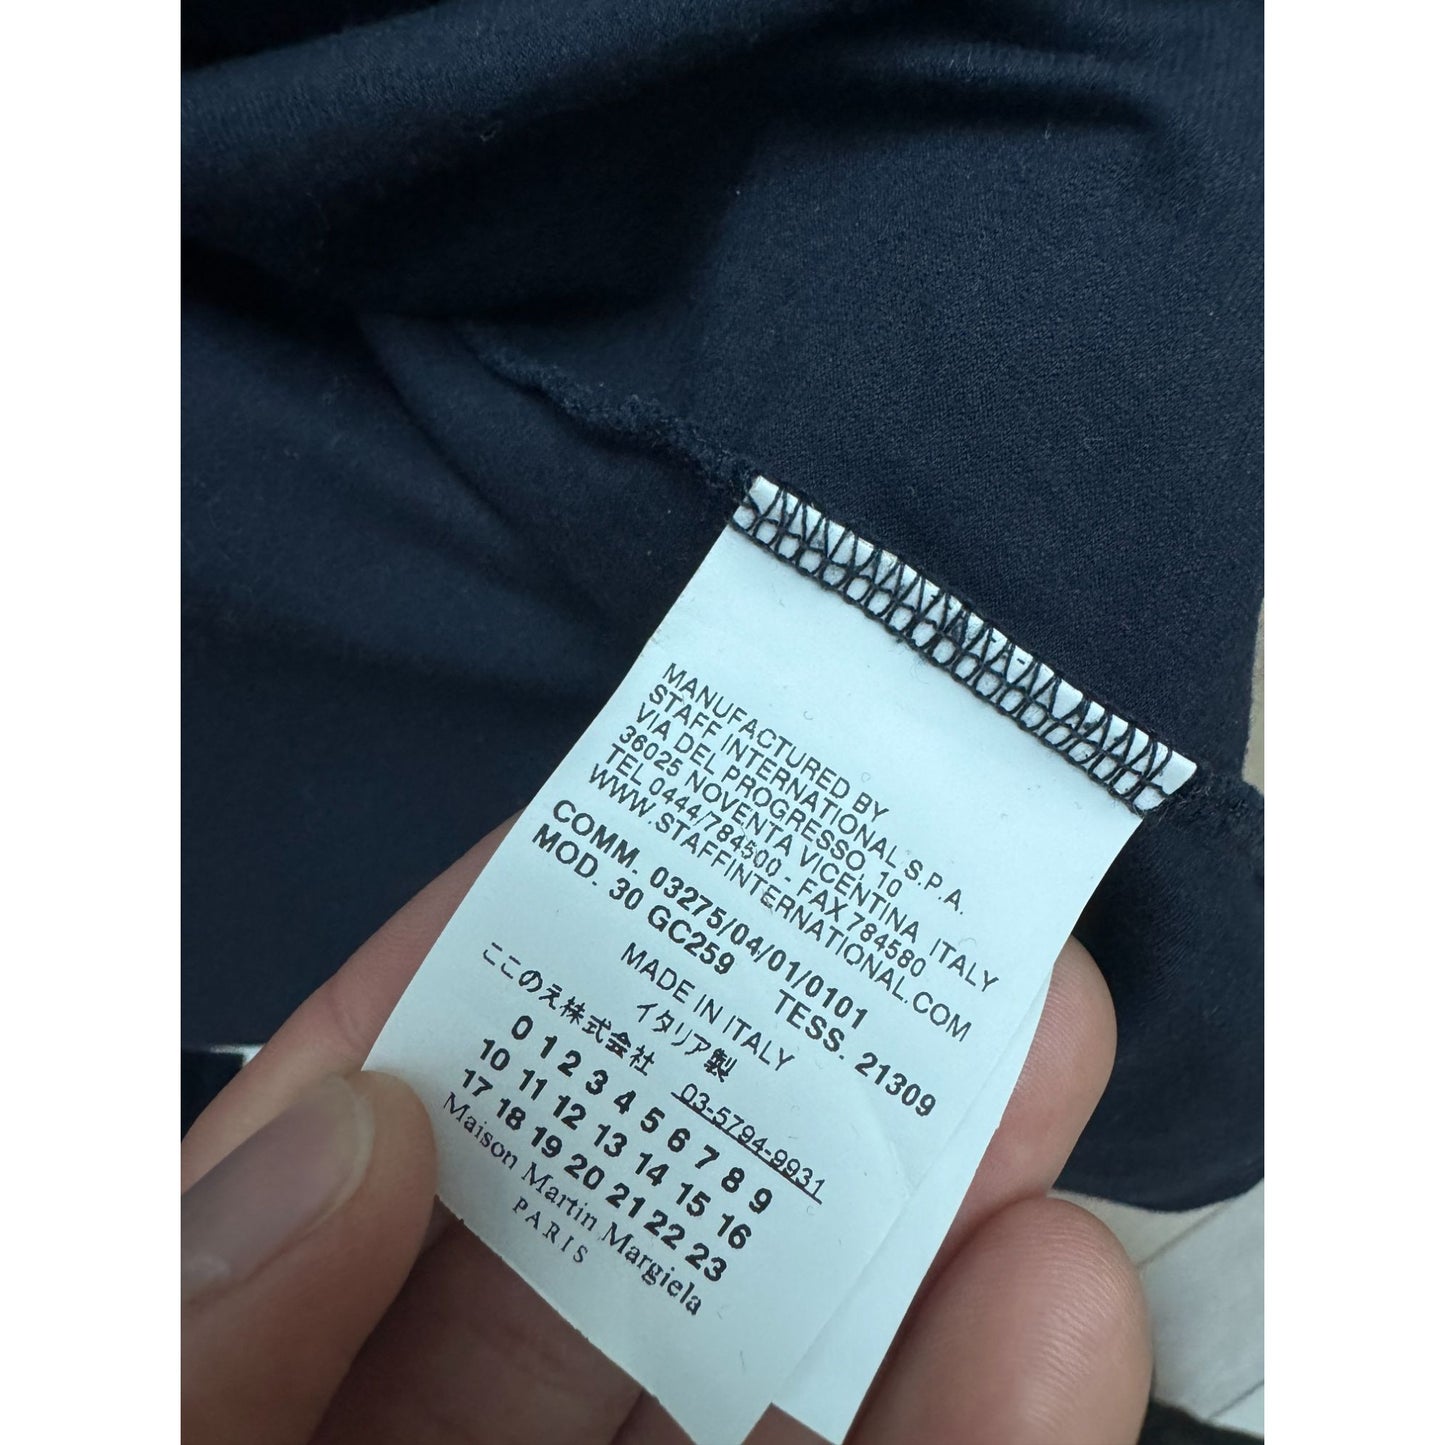 MANUFACTURED BY
STAFF INTERNATIONAL S.P.A.
VIA DEL PROGRESSO, 10
36025 NOVENTA VICENTINA, ITALY
TEL 0444/784500 - FAX 784580
WWW.STAFFINTERNATIONAL.COM
COMM. 03275/04/01/0101
MOD. 30 GC259 TESS. 21309
MADE IN ITALY
イタリア製
ここのえ株式会社 03-5794-9931
0 1 2 3 4 5 6 7 8 9
10 11 12 13 14 15 16
17 18 19 20 21 22 23
Maison Martin Margiela
PARIS